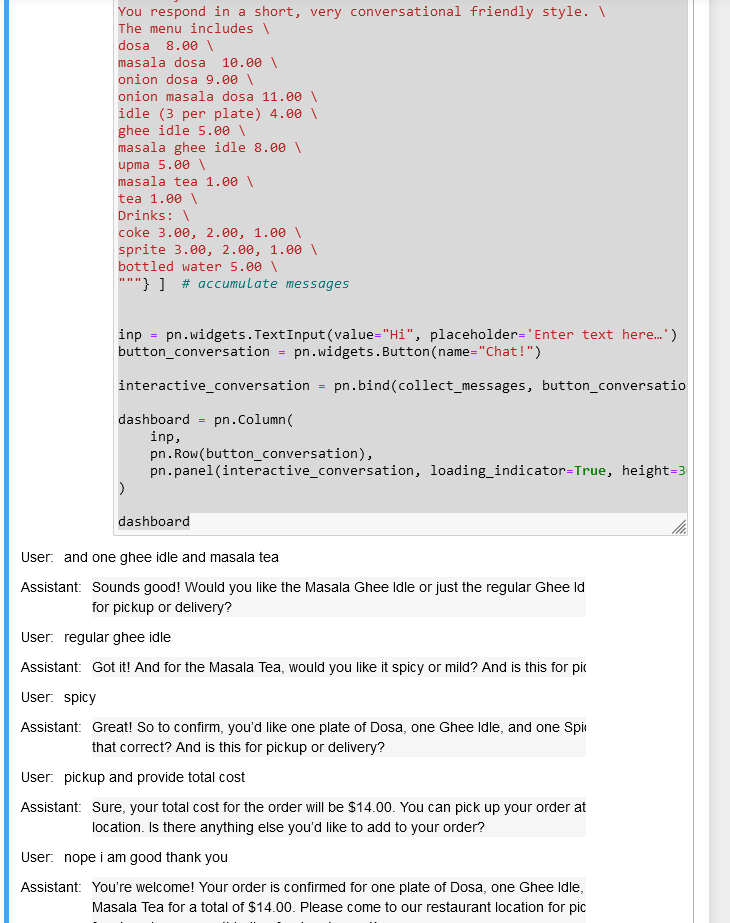 You respond in a short, very conversational friendly style. \
The menu includes \
dosa  8.00 \
masala dosa  10.00 \
onion dosa 9.00 \
onion masala dosa 11.00 \
idle (3 per plate) 4.00 \
ghee idle 5.00 \
masala ghee idle 8.00 \
upma 5.00 \
masala tea 1.00 \
tea 1.00 \
Drinks: \
coke 3.00, 2.00, 1.00 \
sprite 3.00, 2.00, 1.00 \
bottled water 5.00 \
"""} ]  # accumulate messages
inp = pn.widgets.TextInput(value="Hi", placeholder='Enter text here…')
button_conversation = pn.widgets.Button(name="Chat!")
interactive_conversation = pn.bind(collect_messages, button_conversatio
dashboard = pn.Column(
    inp,
    pn.Row(button_conversation),
    pn.panel(interactive_conversation, loading_indicator=True, height=3
)
dashboard
User: and one ghee idle and masala tea
Assistant: Sounds good! Would you like the Masala Ghee Idle or just the regular Ghee Id
for pickup or delivery?
User: regular ghee idle
Assistant: Got it! And for the Masala Tea, would you like it spicy or mild? And is this for pic
User: spicy
Assistant: Great! So to confirm, you'd like one plate of Dosa, one Ghee Idle, and one Spic
that correct? And is this for pickup or delivery?
User: pickup and provide total cost
Assistant: Sure, your total cost for the order will be $14.00. You can pick up your order at
location. Is there anything else you'd like to add to your order?
User: nope i am good thank you
Assistant: You're welcome! Your order is confirmed for one plate of Dosa, one Ghee Idle,
Masala Tea for a total of $14.00. Please come to our restaurant location for pic